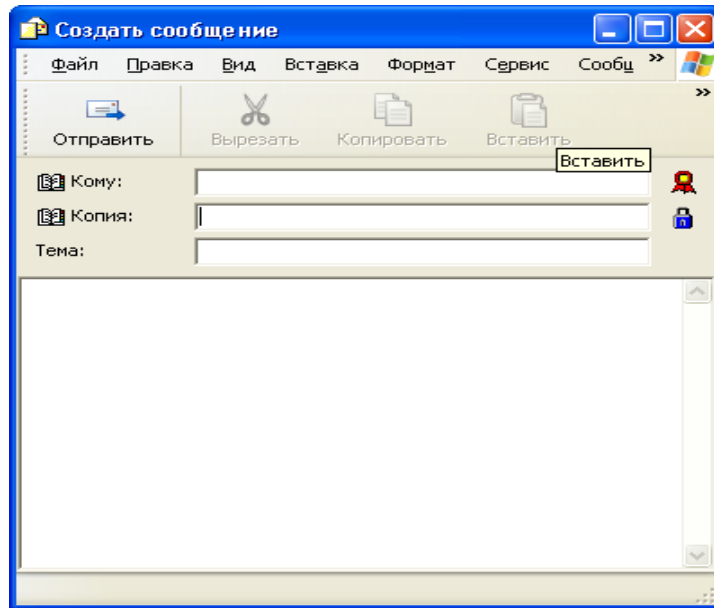 Создать сообщение
Файл Правка Вид Вставка Формат Сервис Сообщ »
»
Отправить Вырезать Копировать Вставить
Вставить
Кому:
Копия:
Тема: